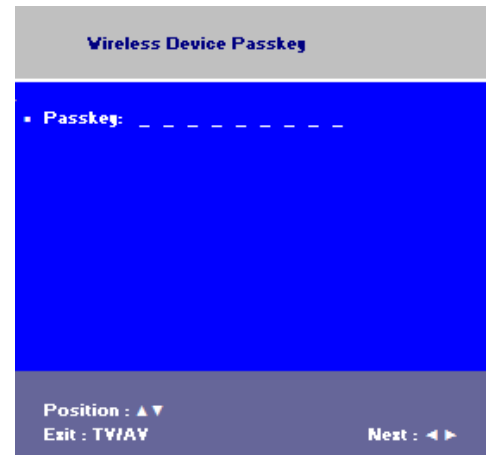 Wireless Device Passkey
▪ Passkey: _ _ _ _ _ _ _ _ _
Position : ▲▼
Exit : TV/AV
Next : ◄ ►